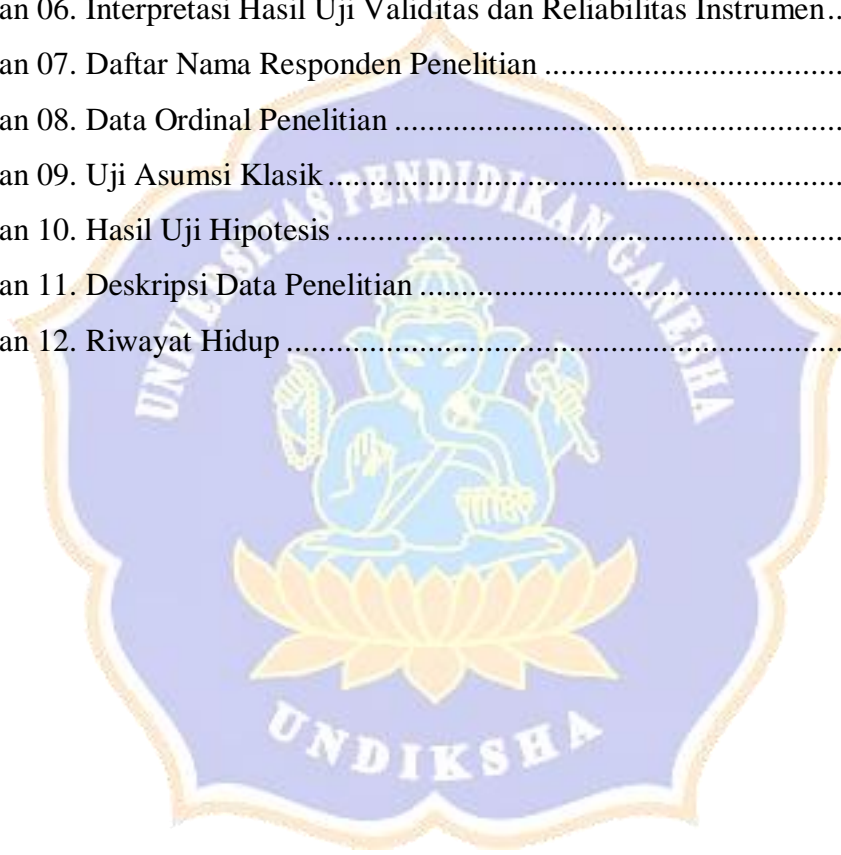 an 06. Interpretasi Hasil Uji Validitas dan Reliabilitas Instrumen..
an 07. Daftar Nama Responden Penelitian ......................................
an 08. Data Ordinal Penelitian .........................................................
an 09. Uji Asumsi Klasik .................................................................
an 10. Hasil Uji Hipotesis ................................................................
an 11. Deskripsi Data Penelitian ......................................................
an 12. Riwayat Hidup ......................................................................
UNIVERSITAS PENDIDIKAN GANESHA
UNDIKSHA